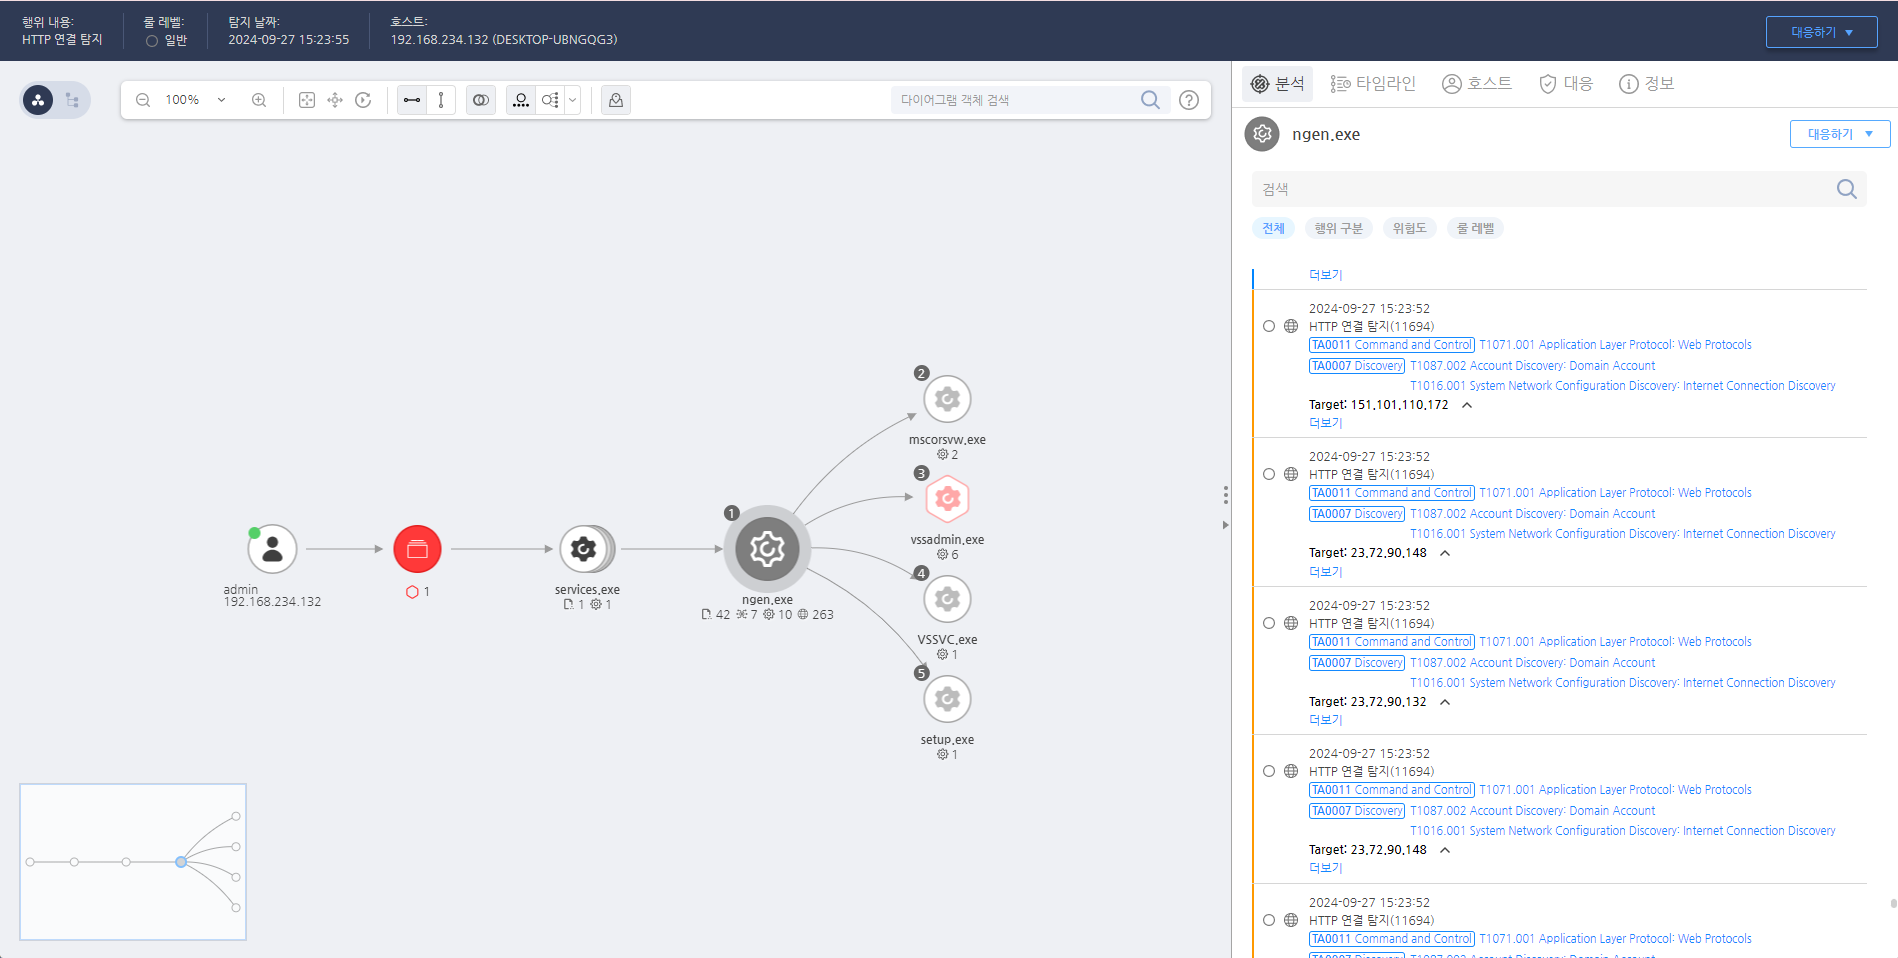 행위 내용:
HTTP 연결 탐지
룰 레벨:
일반
탐지 날짜:
2024-09-27 15:23:55
호스트:
192.168.234.132 (DESKTOP-UBNGQG3)
대응하기
100%
다이어그램 객체 검색
?
admin
192.168.234.132
1
services.exe
1 1
1
ngen.exe
42 7 10 263
2
mscorsvw.exe
2
3
vssadmin.exe
6
4
VSSVC.exe
1
5
setup.exe
1
분석
타임라인
호스트
대응
정보
ngen.exe
대응하기
검색
전체
행위 구분
위험도
룰 레벨
더보기
2024-09-27 15:23:52
HTTP 연결 탐지(11694)
TA0011 Command and Control T1071.001 Application Layer Protocol: Web Protocols
TA0007 Discovery T1087.002 Account Discovery: Domain Account
T1016.001 System Network Configuration Discovery: Internet Connection Discovery
Target: 151.101.110.172
더보기
2024-09-27 15:23:52
HTTP 연결 탐지(11694)
TA0011 Command and Control T1071.001 Application Layer Protocol: Web Protocols
TA0007 Discovery T1087.002 Account Discovery: Domain Account
T1016.001 System Network Configuration Discovery: Internet Connection Discovery
Target: 23.72.90.148
더보기
2024-09-27 15:23:52
HTTP 연결 탐지(11694)
TA0011 Command and Control T1071.001 Application Layer Protocol: Web Protocols
TA0007 Discovery T1087.002 Account Discovery: Domain Account
T1016.001 System Network Configuration Discovery: Internet Connection Discovery
Target: 23.72.90.132
더보기
2024-09-27 15:23:52
HTTP 연결 탐지(11694)
TA0011 Command and Control T1071.001 Application Layer Protocol: Web Protocols
TA0007 Discovery T1087.002 Account Discovery: Domain Account
T1016.001 System Network Configuration Discovery: Internet Connection Discovery
Target: 23.72.90.148
더보기
2024-09-27 15:23:52
HTTP 연결 탐지(11694)
TA0011 Command and Control T1071.001 Application Layer Protocol: Web Protocols
TA0007 Discovery T1087.002 Account Discovery: Domain Account